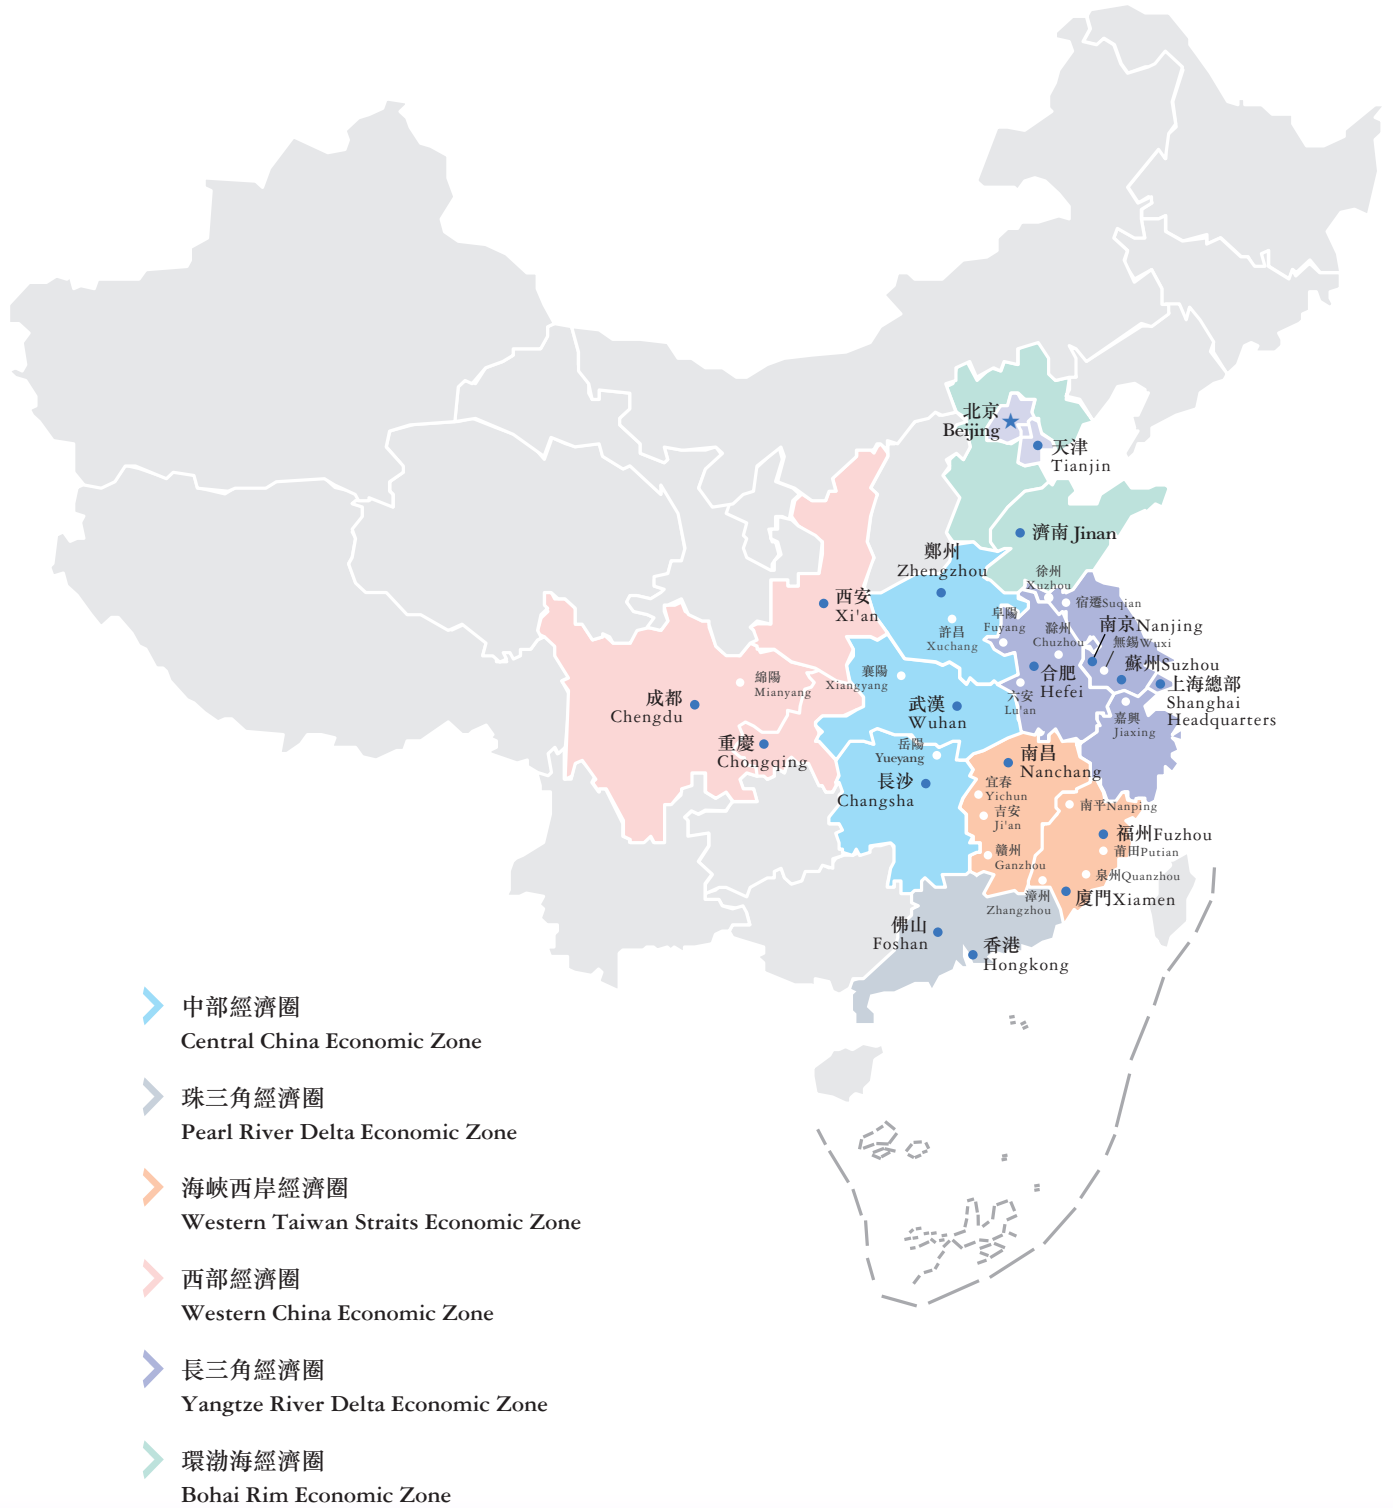 北京
Beijing
天津
Tianjin
濟南 Jinan
鄭州
Zhengzhou
徐州
Xuzhou
宿遷Suqian
西安
Xi'an
許昌
Xuchang
阜陽
Fuyang
滁州
Chuzhou
南京Nanjing
無錫Wuxi
蘇州Suzhou
上海總部
Shanghai
Headquarters
合肥
Hefei
六安
Lu'an
嘉興
Jiaxing
襄陽
Xiangyang
武漢
Wuhan
綿陽
Mianyang
成都
Chengdu
重慶
Chongqing
岳陽
Yueyang
長沙
Changsha
南昌
Nanchang
宜春
Yichun
吉安
Ji'an
贛州
Ganzhou
南平Nanping
福州Fuzhou
莆田Putian
泉州Quanzhou
廈門Xiamen
漳州
Zhangzhou
佛山
Foshan
香港
Hongkong
中部經濟圈
Central China Economic Zone
珠三角經濟圈
Pearl River Delta Economic Zone
海峽西岸經濟圈
Western Taiwan Straits Economic Zone
西部經濟圈
Western China Economic Zone
長三角經濟圈
Yangtze River Delta Economic Zone
環渤海經濟圈
Bohai Rim Economic Zone